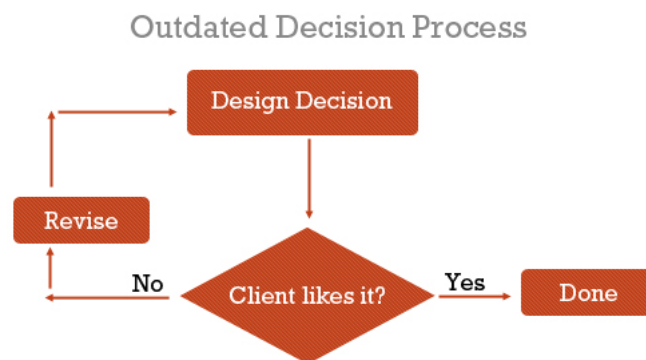 Outdated Decision Process
Design Decision
Revise
No
Client likes it?
Yes
Done